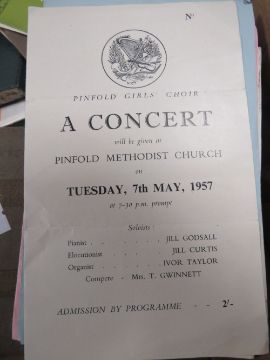 Nº
PINFOLD GIRLS' CHOIR
A CONCERT
will be given at
PINFOLD METHODIST CHURCH
on
TUESDAY, 7th MAY, 1957
at 7-30 p.m. prompt
Soloists :
Pianist - - - - JILL GODSALL
Elocutionist - - - - JILL CURTIS
Organist - - - - IVOR TAYLOR
Compere - Mrs. T. GWINNETT
ADMISSION BY PROGRAMME - - 2/-